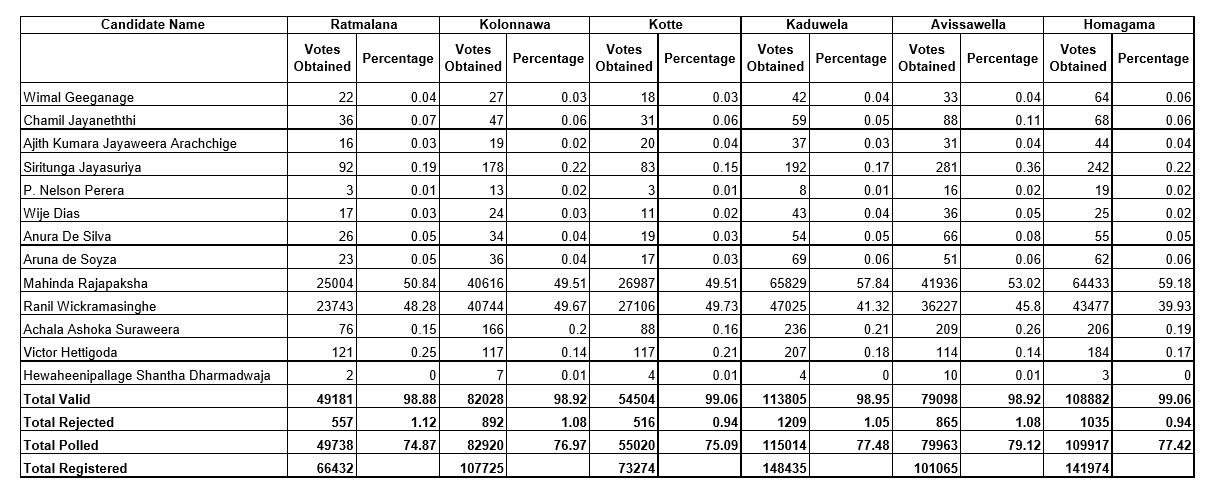 Candidate Name Ratmalana Kolonnawa Kotte Kaduwela Avissawella Homagama
Votes Obtained Percentage Votes Obtained Percentage Votes Obtained Percentage Votes Obtained Percentage Votes Obtained Percentage Votes Obtained Percentage
Wimal Geeganage 22 0.04 27 0.03 18 0.03 42 0.04 33 0.04 64 0.06
Chamil Jayaneththi 36 0.07 47 0.06 31 0.06 59 0.05 88 0.11 68 0.06
Ajith Kumara Jayaweera Arachchige 16 0.03 19 0.02 20 0.04 37 0.03 31 0.04 44 0.04
Siritunga Jayasuriya 92 0.19 178 0.22 83 0.15 192 0.17 281 0.36 242 0.22
P. Nelson Perera 3 0.01 13 0.02 3 0.01 8 0.01 16 0.02 19 0.02
Wije Dias 17 0.03 24 0.03 11 0.02 43 0.04 36 0.05 25 0.02
Anura De Silva 26 0.05 34 0.04 19 0.03 54 0.05 66 0.08 55 0.05
Aruna de Soyza 23 0.05 36 0.04 17 0.03 69 0.06 51 0.06 62 0.06
Mahinda Rajapaksha 25004 50.84 40616 49.51 26987 49.51 65829 57.84 41936 53.02 64433 59.18
Ranil Wickramasinghe 23743 48.28 40744 49.67 27106 49.73 47025 41.32 36227 45.8 43477 39.93
Achala Ashoka Suraweera 76 0.15 166 0.2 88 0.16 236 0.21 209 0.26 206 0.19
Victor Hettigoda 121 0.25 117 0.14 117 0.21 207 0.18 114 0.14 184 0.17
Hewaheenipallage Shantha Dharmadwaja 2 0 7 0.01 4 0.01 4 0 10 0.01 3 0
Total Valid 49181 98.88 82028 98.92 54504 99.06 113805 98.95 79098 98.92 108882 99.06
Total Rejected 557 1.12 892 1.08 516 0.94 1209 1.05 865 1.08 1035 0.94
Total Polled 49738 74.87 82920 76.97 55020 75.09 115014 77.48 79963 79.12 109917 77.42
Total Registered 66432 107725 73274 148435 101065 141974